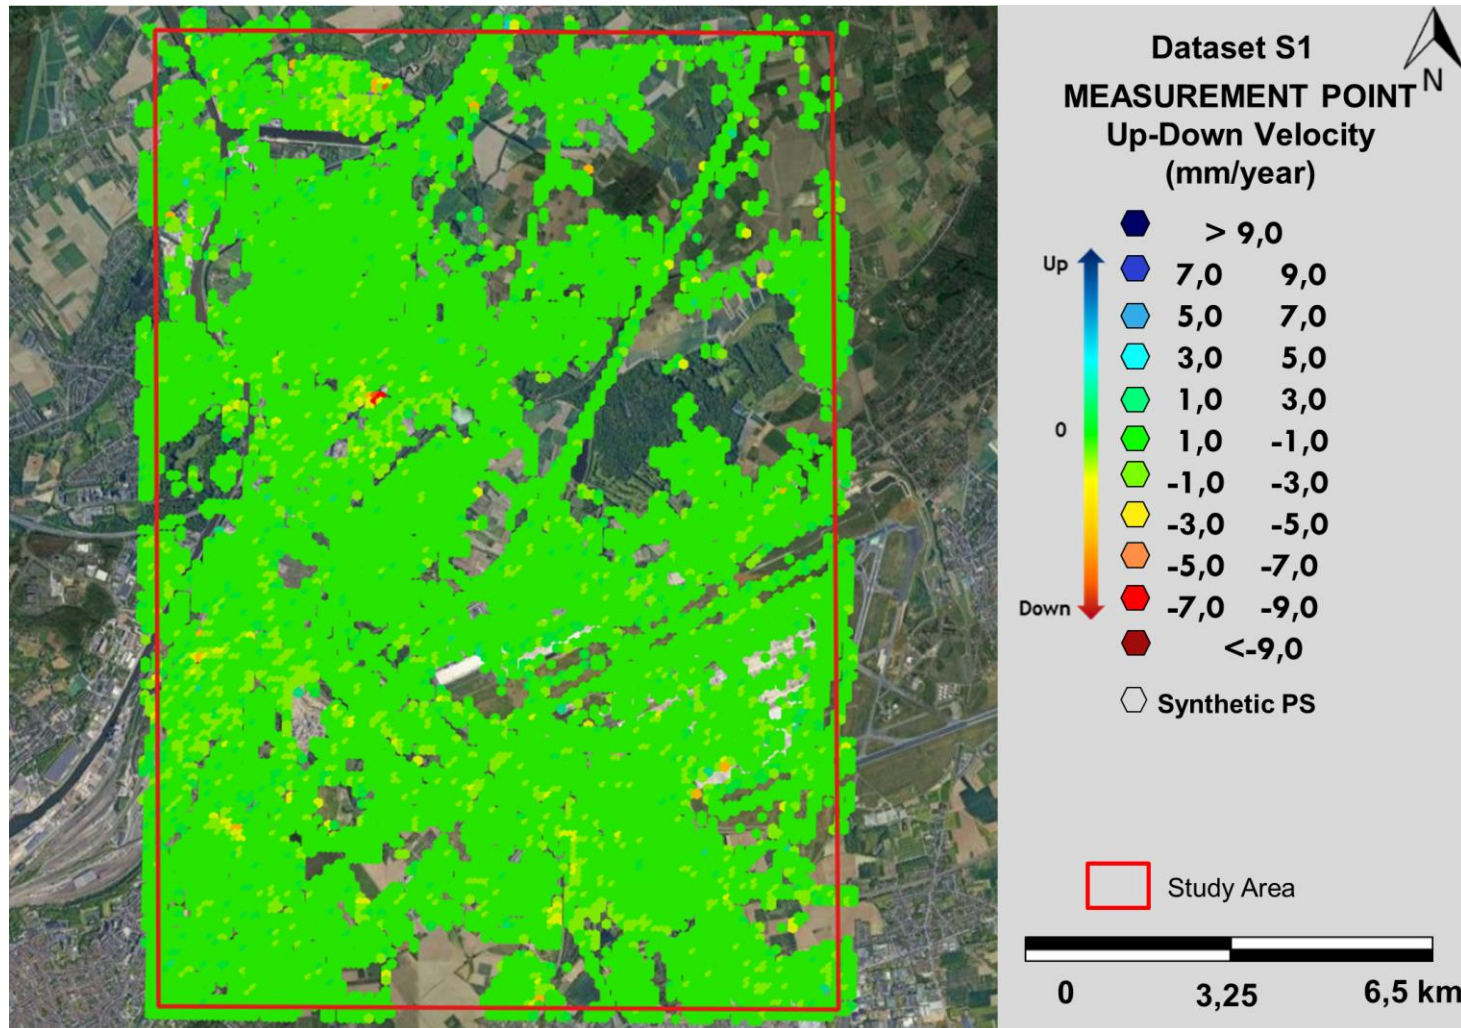 Dataset S1
N
MEASUREMENT POINT
Up-Down Velocity
(mm/year)
> 9,0
Up
7,0 9,0
5,0 7,0
3,0 5,0
1,0 3,0
0
1,0 -1,0
-1,0 -3,0
-3,0 -5,0
-5,0 -7,0
Down
-7,0 -9,0
<-9,0
Synthetic PS
Study Area
0 3,25 6,5 km